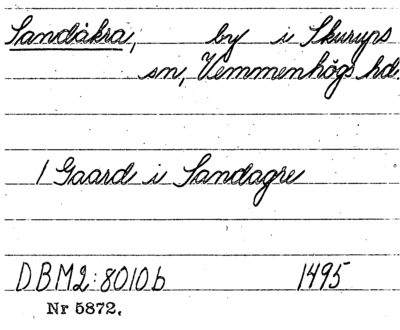 Sandåkra, by i Skurups
sn, Vemmenhögs hd.
1 Gaard i Sandagre
DBM2:8010b 1495
Nr 5872.